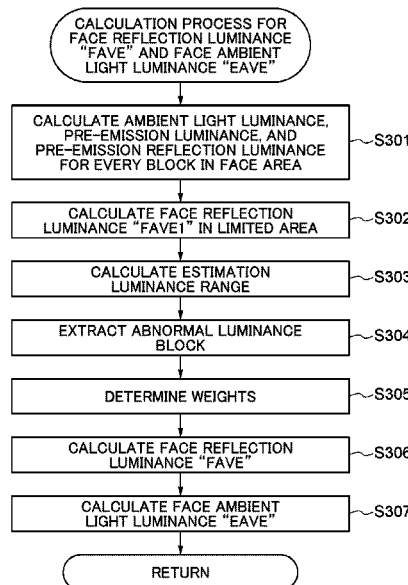 CALCULATION PROCESS FOR
FACE REFLECTION
LUMINANCE
“FAVE” AND FACE AMBIENT
LIGHT LUMINANCE “EAVE”
CALCULATE AMBIENT LIGHT LUMINANCE,
PRE-EMISSION LUMINANCE, AND
PRE-EMISSION REFLECTION LUMINANCE
FOR EVERY BLOCK IN FACE AREA
S301
CALCULATE FACE REFLECTION
LUMINANCE “FAVE1” IN LIMITED AREA
S302
CALCULATE ESTIMATION
LUMINANCE RANGE
S303
EXTRACT ABNORMAL LUMINANCE
BLOCK
S304
DETERMINE WEIGHTS
S305
CALCULATE FACE REFLECTION
LUMINANCE “FAVE”
S306
CALCULATE FACE AMBIENT
LIGHT LUMINANCE “EAVE”
S307
RETURN